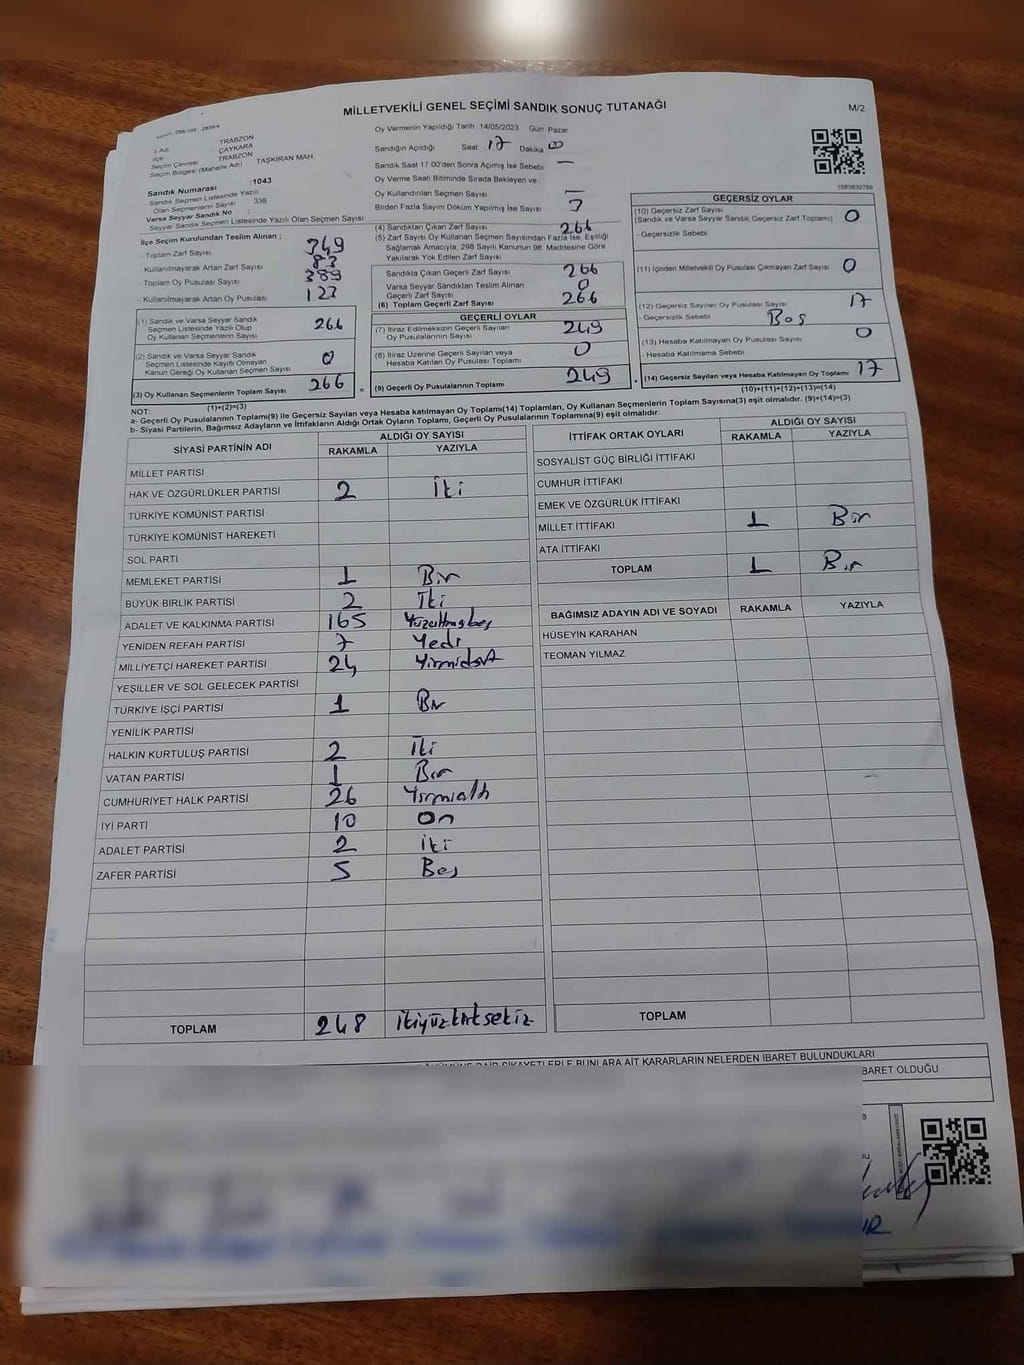 MİLLETVEKİLİ GENEL SEÇİMİ SANDIK SONUÇ TUTANAĞI
M/2
İli Adı TRABZON
İlçe ÇAYKARA
Seçim Çevresi TRABZON
Seçim Bölgesi (Mahalle Adı) TAŞKIRAN MAH.
Sandık Numarası : 1043
Sandık Seçmen Listesinde Yazılı
Olan Seçmenlerin Sayısı 338
Varsa Seyyar Sandık No :
Seyyar Sandık Seçmen Listesinde Yazılı Olan Seçmen Sayısı
Oy Vermenin Yapıldığı Tarih :14/05/2023 Gün Pazar
Sandığın Açıldığı Saat 17 Dakika 00
Sandık Saat 17:00'den Sonra Açılmış İse Sebebi —
Oy Verme Saati Bitiminde Sırada Bekleyen ve
Oy Kullandırılan Seçmen Sayısı —
Birden Fazla Sayım Döküm Yapılmış İse Sayısı
1583832789
İlçe Seçim Kurulundan Teslim Alınan ;
- Toplam Zarf Sayısı 349
- Kullanılmayarak Artan Zarf Sayısı 83
- Toplam Oy Pusulası Sayısı 389
- Kullanılmayarak Artan Oy Pusulası 123
(1) Sandık ve Varsa Seyyar Sandık
Seçmen Listesinde Yazılı Olup
Oy Kullanan Seçmenlerin Sayısı 266
(2) Sandık ve Varsa Seyyar Sandık
Seçmen Listesinde Kayıtlı Olmayan
Kanun Gereği Oy Kullanan Seçmenlerin Sayısı 0
(3) Oy Kullanan Seçmenlerin Toplam Sayısı 266
(1)+(2)=(3)
(4) Sandıktan Çıkan Zarf Sayısı 266
(5) Zarf Sayısı Oy Kullanan Seçmen Sayısından Fazla İse, Eşitliği
Sağlamak Amacıyla, 298 Sayılı Kanunun 98. Maddesine Göre
Yakılarak Yok Edilen Zarf Sayısı
Sandıkta Çıkan Geçerli Zarf Sayısı 266
Varsa Seyyar Sandıktan Teslim Alınan
Geçerli Zarf Sayısı 0
(6) Toplam Geçerli Zarf Sayısı 266
GEÇERLİ OYLAR
(7) İtiraz Edilmeksizin Geçerli Sayılan
Oy Pusulalarının Sayısı 249
(8) İtiraz Üzerine Geçerli Sayılan veya
Hesaba Katılan Oy Pusulası Toplamı 0
(9) Geçerli Oy Pusulalarının Toplamı 249
GEÇERSİZ OYLAR
(10) Geçersiz Zarf Sayısı
(Sandık ve Varsa Seyyar Sandık Geçersiz Zarf Toplamı) 0
- Geçersizlik Sebebi
(11) İçinden Milletvekili Oy Pusulası Çıkmayan Zarf Sayısı 0
(12) Geçersiz Sayılan Oy Pusulası Sayısı 17
- Geçersizlik Sebebi Boş
(13) Hesaba Katılmayan Oy Pusulası Sayısı 0
- Hesaba Katılmama Sebebi
(14) Geçersiz Sayılan veya Hesaba Katılmayan Oy Toplamı 17
(10)+(11)+(12)+(13)=(14)
NOT:
a- Geçerli Oy Pusulalarının Toplamı(9) ile Geçersiz Sayılan veya Hesaba katılmayan Oy Toplamı(14) Toplamları, Oy Kullanan Seçmenlerin Toplam Sayısına(3) eşit olmalıdır. (9)+(14)=(3)
b- Siyasi Partilerin, Bağımsız Adayların ve İttifakların Aldığı Ortak Oyların Toplamı, Geçerli Oy Pusulalarının Toplamına(9) eşit olmalıdır.
SİYASİ PARTİNİN ADI ALDIĞI OY SAYISI
RAKAMLA YAZIYLA
MİLLET PARTİSİ
HAK VE ÖZGÜRLÜKLER PARTİSİ 2 İki
TÜRKİYE KOMÜNİST PARTİSİ
TÜRKİYE KOMÜNİST HAREKETİ
SOL PARTİ
MEMLEKET PARTİSİ 1 Bir
BÜYÜK BİRLİK PARTİSİ 2 İki
ADALET VE KALKINMA PARTİSİ 165 Yüzaltmışbeş
YENİDEN REFAH PARTİSİ 7 Yedi
MİLLİYETÇİ HAREKET PARTİSİ 24 Yirmidört
YEŞİLLER VE SOL GELECEK PARTİSİ
TÜRKİYE İŞÇİ PARTİSİ 1 Bir
YENİLİK PARTİSİ
HALKIN KURTULUŞ PARTİSİ 2 İki
VATAN PARTİSİ 1 Bir
CUMHURİYET HALK PARTİSİ 26 Yirmialtı
İYİ PARTİ 10 On
ADALET PARTİSİ 2 iki
ZAFER PARTİSİ 5 Beş
TOPLAM 248 ikiyüzkırksekiz
İTTİFAK ORTAK OYLARI ALDIĞI OY SAYISI
RAKAMLA YAZIYLA
SOSYALİST GÜÇ BİRLİĞİ İTTİFAKI
CUMHUR İTTİFAKI
EMEK VE ÖZGÜRLÜK İTTİFAKI
MİLLET İTTİFAKI 1 Bir
ATA İTTİFAKI
TOPLAM 1 Bir
BAĞIMSIZ ADAYIN ADI VE SOYADI RAKAMLA YAZIYLA
HÜSEYİN KARAHAN
TEOMAN YILMAZ
TOPLAM
DAİR ŞİKAYETLERLE BUNLARA AİT KARARLARIN NELERDEN İBARET BULUNDUKLARI
BARET OLDUĞU